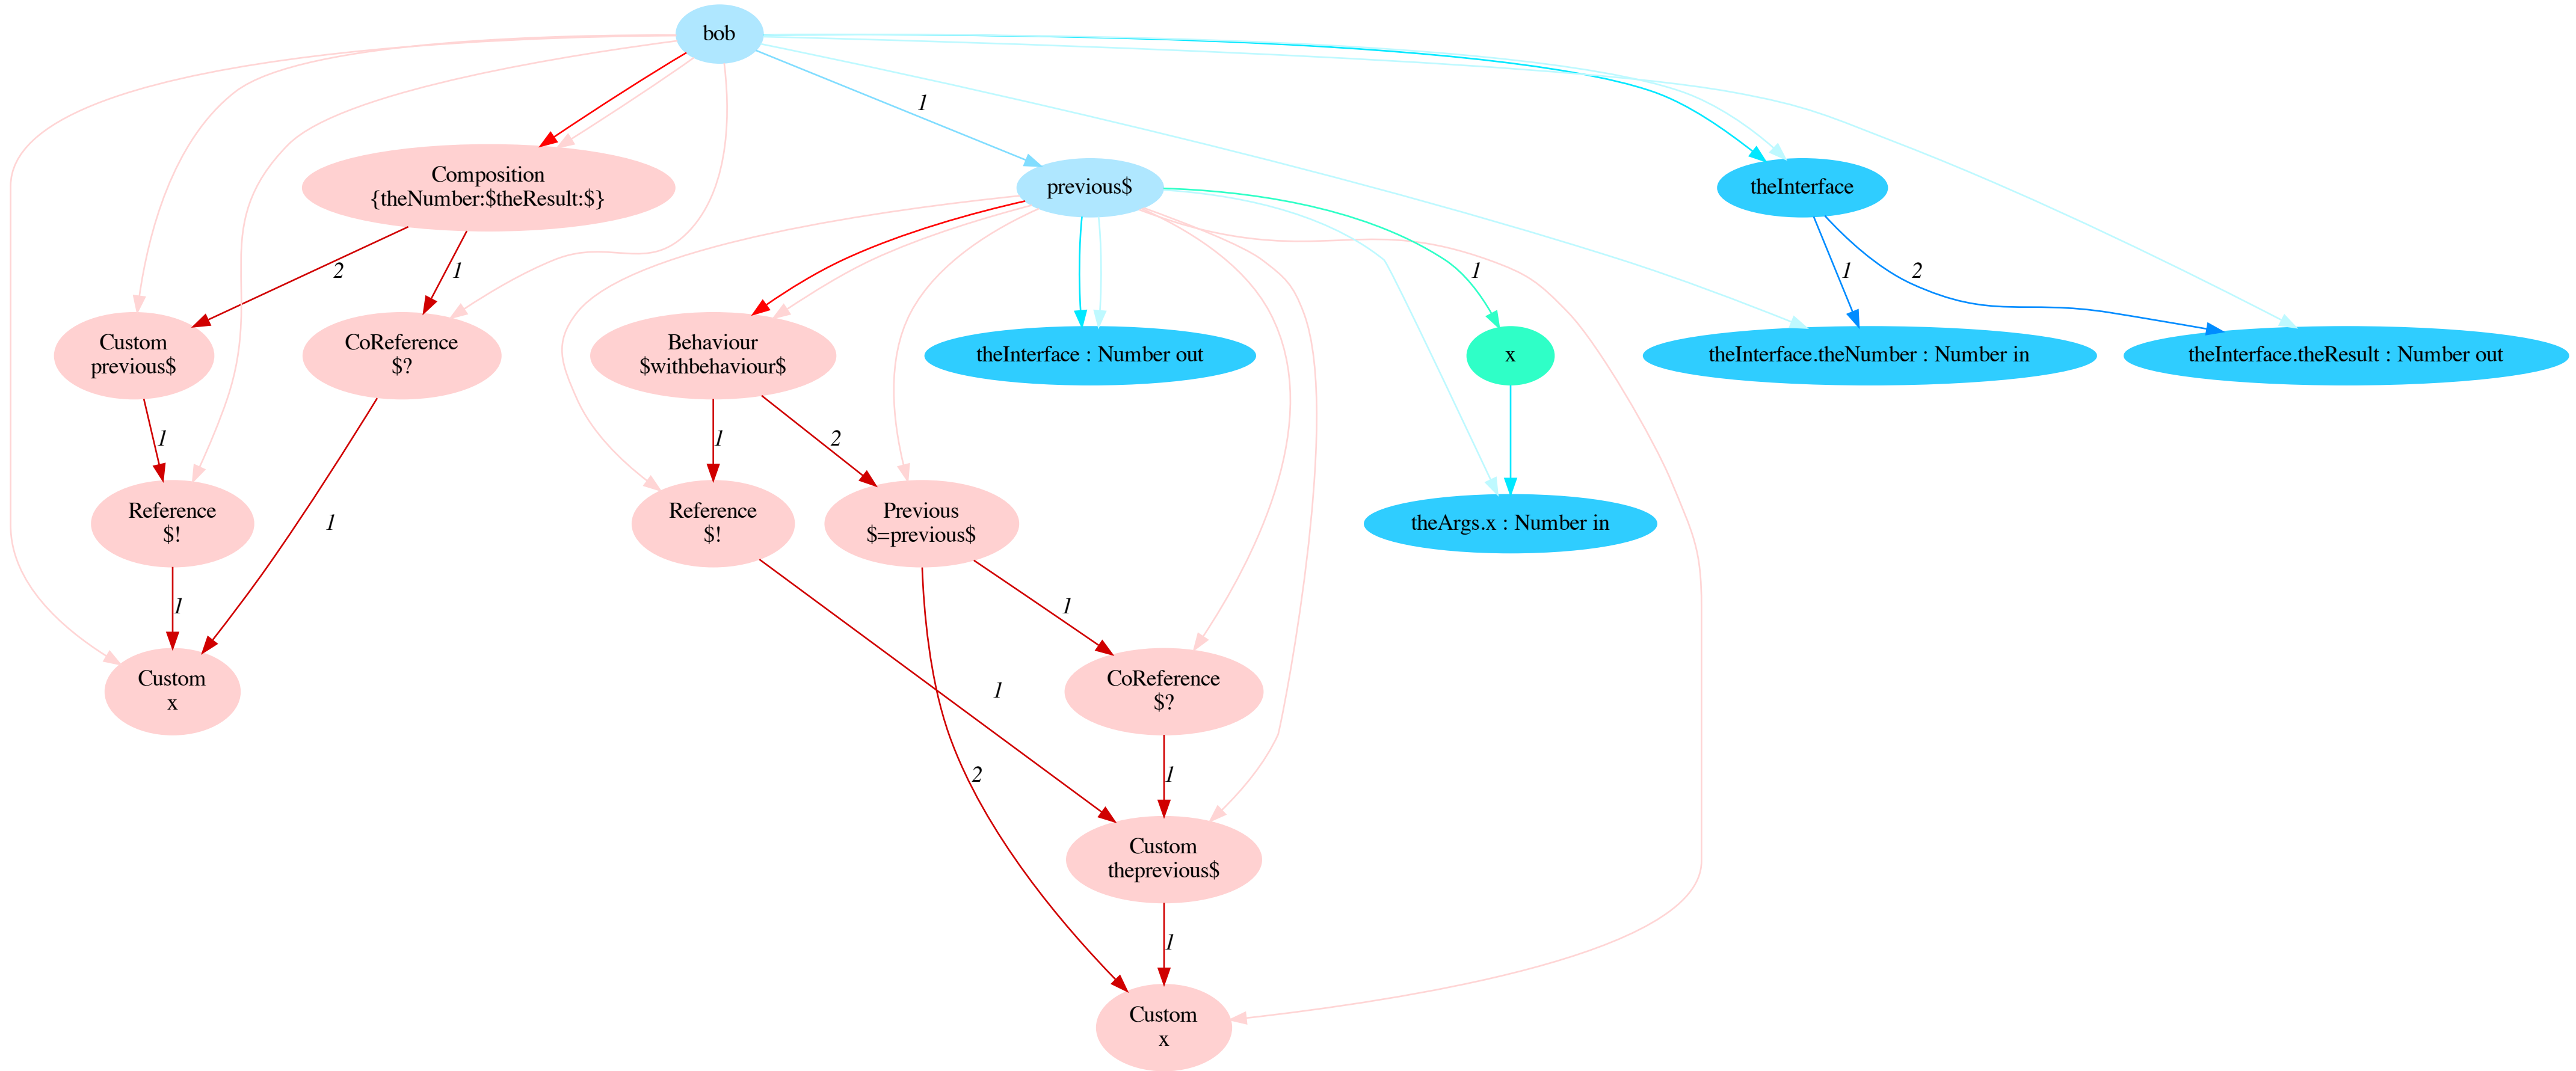 bob
1
Composition
{theNumber:$theResult:$}
previous$
theInterface
2
1
1
1
2
Custom
previous$
CoReference
$?
Behaviour
$withbehaviour$
theInterface : Number out
x
theInterface.theNumber : Number in
theInterface.theResult : Number out
1
1
2
Reference
$!
1
Reference
$!
Previous
$=previous$
theArgs.x : Number in
1
1
Custom
x
1
CoReference
$?
2
1
Custom
theprevious$
1
Custom
x